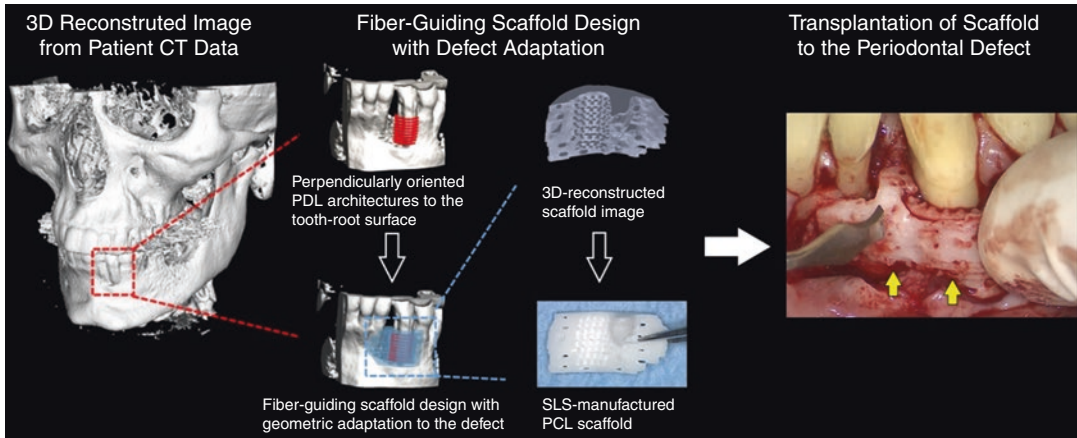 3D Reconstruted Image
from Patient CT Data
Fiber-Guiding Scaffold Design
with Defect Adaptation
Transplantation of Scaffold
to the Periodontal Defect
Perpendicularly oriented
PDL architectures to the
tooth-root surface
3D-reconstructed
scaffold image
Fiber-guiding scaffold design with
geometric adaptation to the defect
SLS-manufactured
PCL scaffold